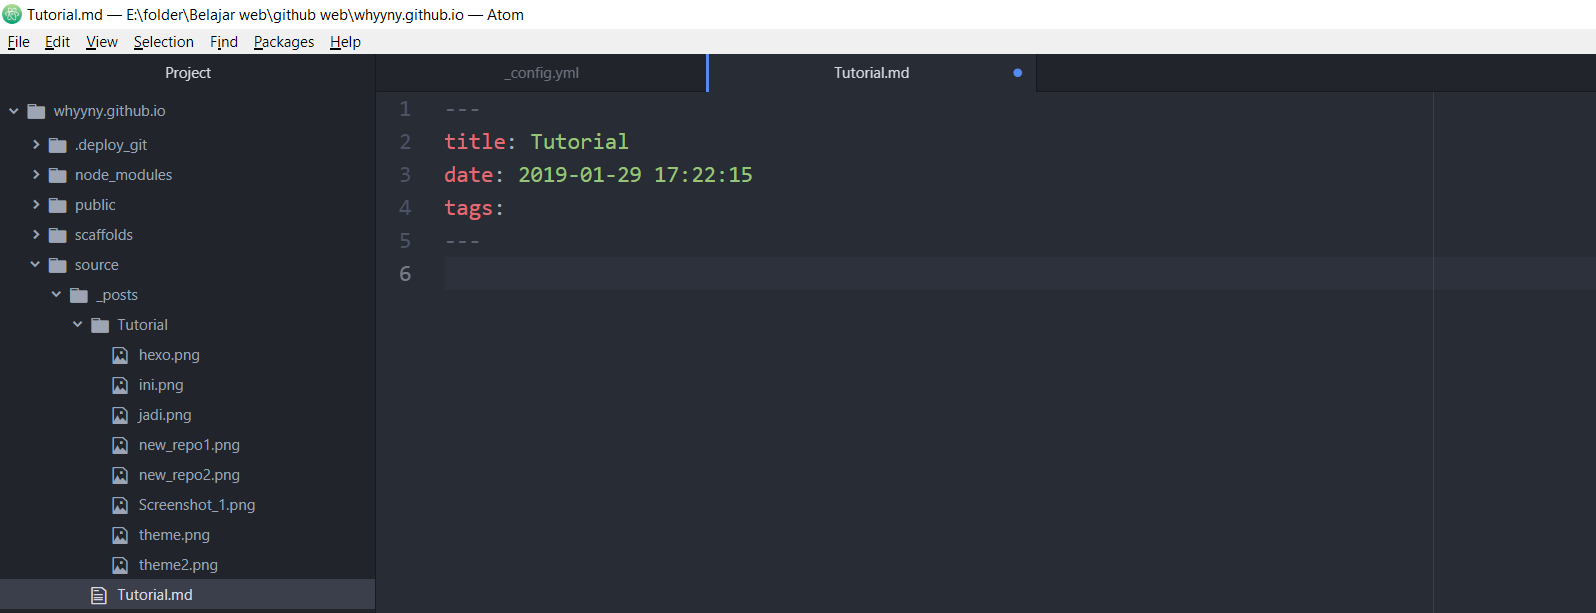 Tutorial.md — E:\folder\Belajar web\github web\whyyny.github.io — Atom
File Edit View Selection Find Packages Help
Project
whyyny.github.io
.deploy_git
node_modules
public
scaffolds
source
_posts
Tutorial
hexo.png
ini.png
jadi.png
new_repo1.png
new_repo2.png
Screenshot_1.png
theme.png
theme2.png
Tutorial.md
_config.yml Tutorial.md
1 ---
2 title: Tutorial
3 date: 2019-01-29 17:22:15
4 tags:
5 ---
6